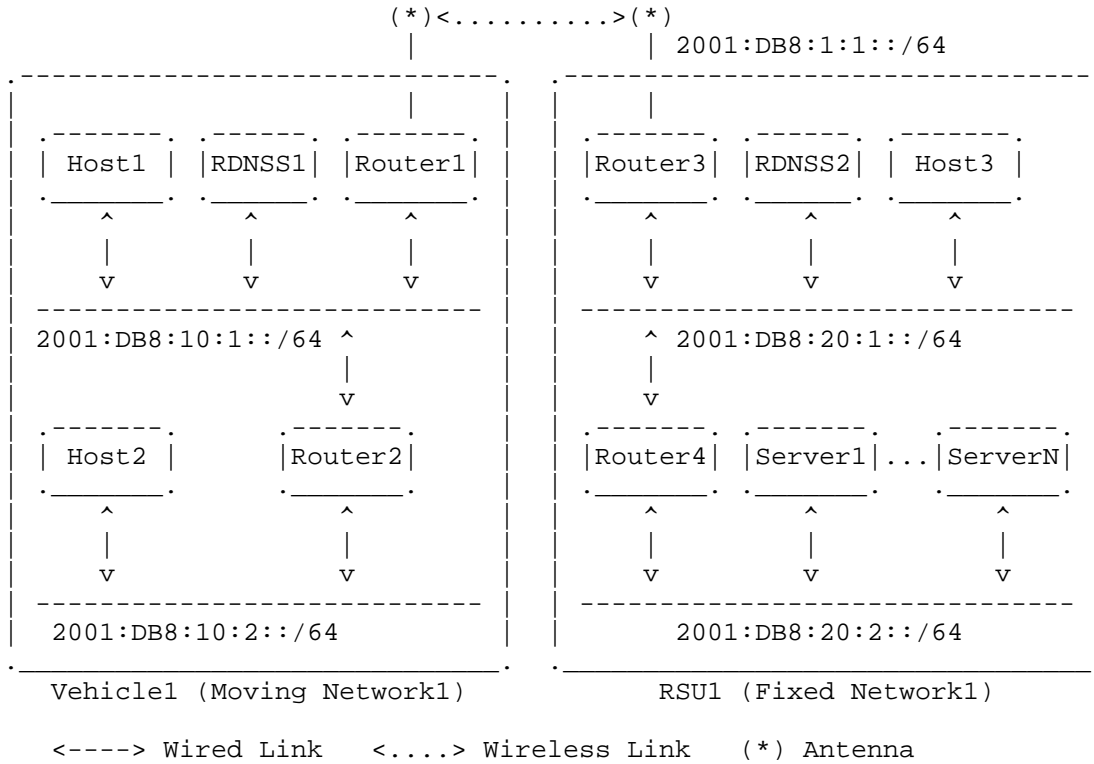 (*)<..........>(*)
2001:DB8:1:1::/64
Host1 RDNSS1 Router1 Router3 RDNSS2 Host3
2001:DB8:10:1::/64 2001:DB8:20:1::/64
Host2 Router2 Router4 Server1 ... ServerN
2001:DB8:10:2::/64 2001:DB8:20:2::/64
Vehicle1 (Moving Network1) RSU1 (Fixed Network1)
<----> Wired Link <....> Wireless Link (*) Antenna